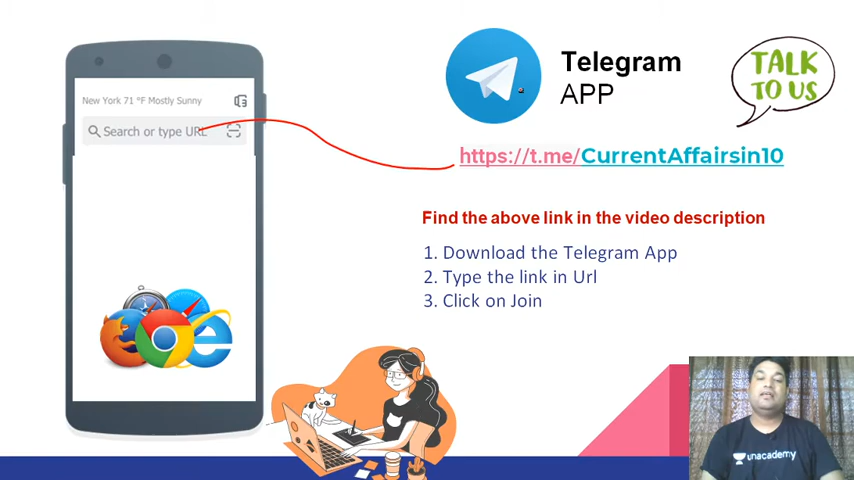 New York 71 °F Mostly Sunny
Search or type URL
Telegram
APP
TALK
TO US
https://t.me/CurrentAffairsin10
Find the above link in the video description
1. Download the Telegram App
2. Type the link in Url
3. Click on Join
unacademy